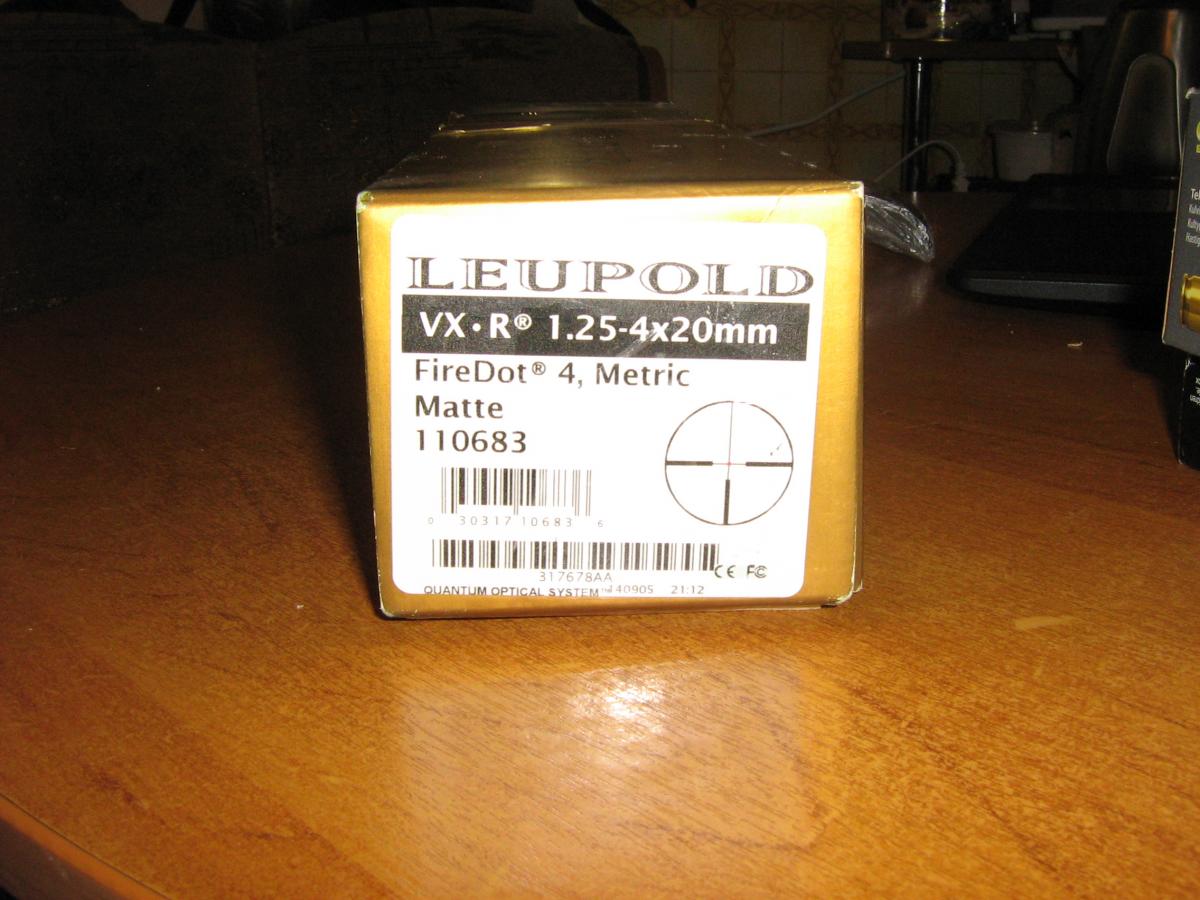 LEUPOLD
VX•R® 1.25-4x20mm
FireDot® 4, Metric
Matte
110683
0 30317 10683 6
317678AA
CE FC
QUANTUM OPTICAL SYSTEM™ 140905 21:12